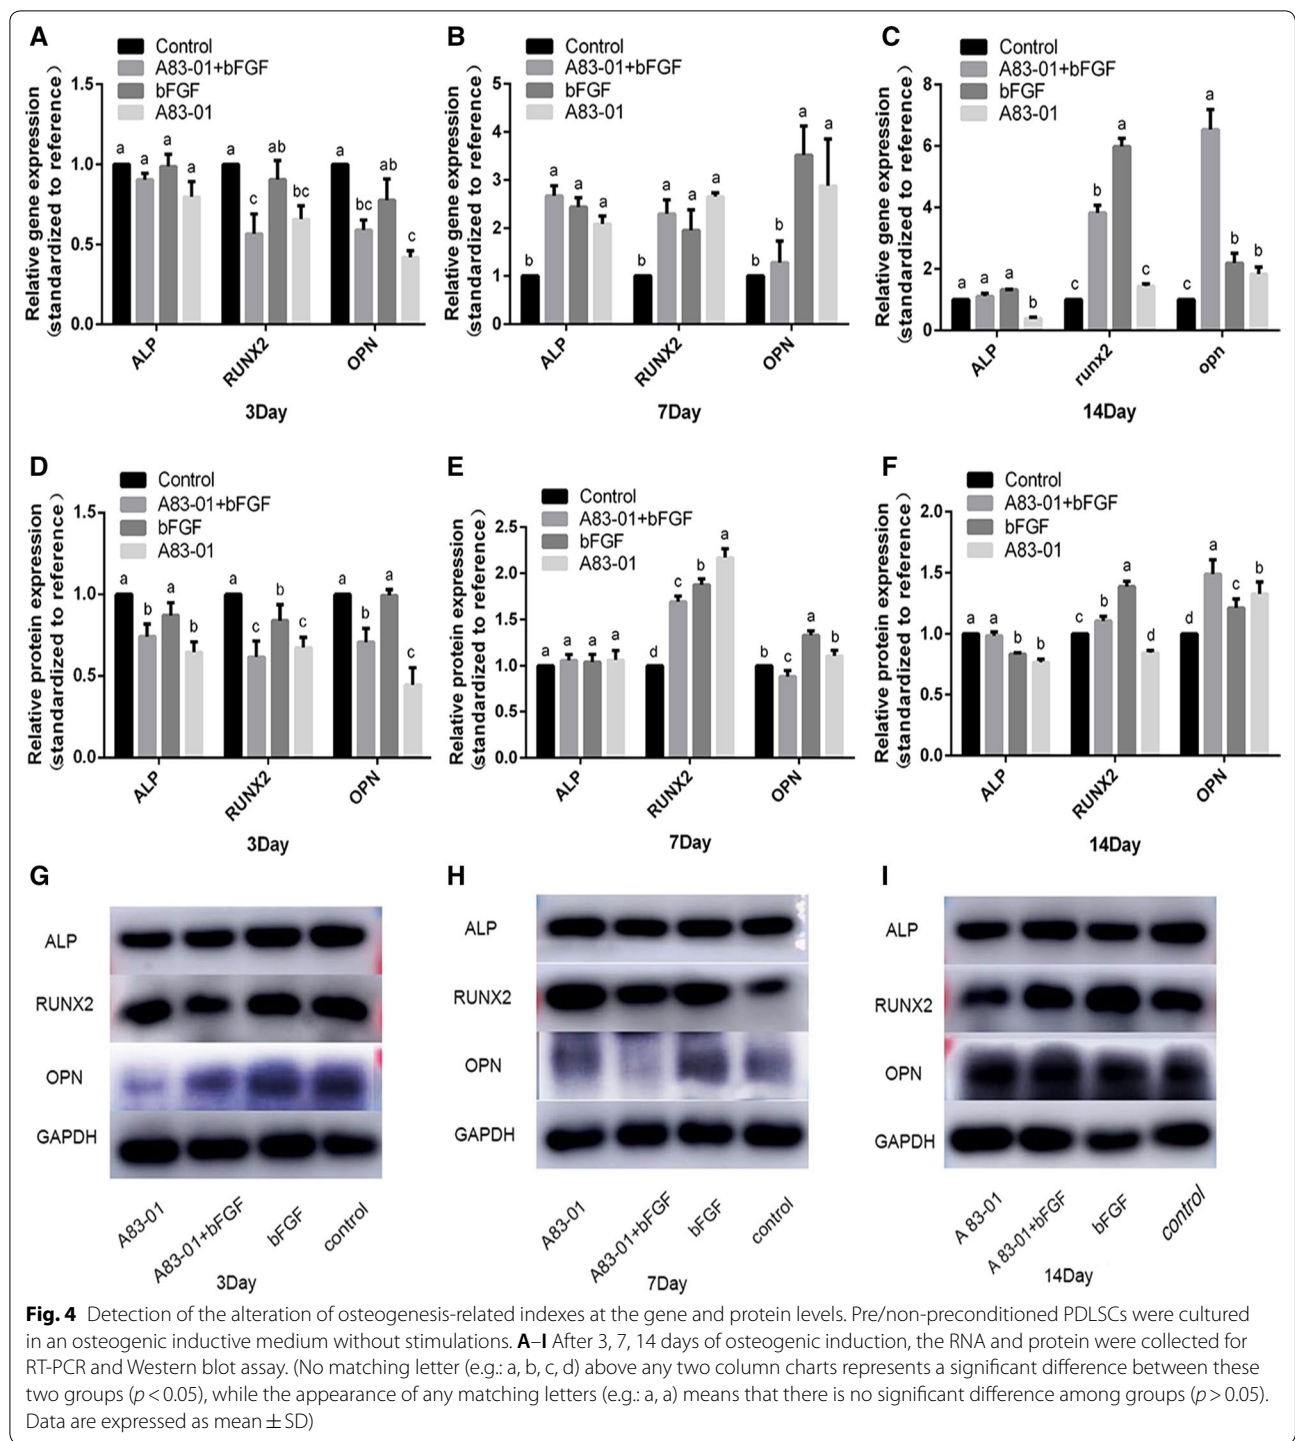 A
Control
A83-01+bFGF
bFGF
A83-01
Relative gene expression
(standardized to reference)
1.5
1.0
0.5
0.0
a a a a
a c ab bc
a bc ab c
ALP RUNX2 OPN
3Day
B
Control
A83-01+bFGF
bFGF
A83-01
Relative gene expression
(standardized to reference)
5
4
3
2
1
0
b a a a
b a a a
b b a a
ALP RUNX2 OPN
7Day
C
Control
A83-01+bFGF
bFGF
A83-01
Relative gene expression
(standardized to reference)
8
6
4
2
0
a a a b
c b a c
c a b b
ALP runx2 opn
14Day
D
Control
A83-01+bFGF
bFGF
A83-01
Relative protein expression
(standardized to reference)
1.5
1.0
0.5
0.0
a b a b
a c b c
a b a c
ALP RUNX2 OPN
3Day
E
Control
A83-01+bFGF
bFGF
A83-01
Relative protein expression
(standardized to reference)
2.5
2.0
1.5
1.0
0.5
0.0
a a a a
d c b a
b c a b
ALP RUNX2 OPN
7Day
F
Control
A83-01+bFGF
bFGF
A83-01
Relative protein expression
(standardized to reference)
2.0
1.5
1.0
0.5
0.0
a a b b
c b a d
d a c b
ALP RUNX2 OPN
14Day
G
ALP
RUNX2
OPN
GAPDH
A83-01 A83-01+bFGF bFGF control
3Day
H
ALP
RUNX2
OPN
GAPDH
A83-01 A83-01+bFGF bFGF control
7Day
I
ALP
RUNX2
OPN
GAPDH
A 83-01 A 83-01+bFGF bFGF control
14Day
Fig. 4 Detection of the alteration of osteogenesis-related indexes at the gene and protein levels. Pre/non-preconditioned PDLSCs were cultured
in an osteogenic inductive medium without stimulations. A–I After 3, 7, 14 days of osteogenic induction, the RNA and protein were collected for
RT-PCR and Western blot assay. (No matching letter (e.g.: a, b, c, d) above any two column charts represents a significant difference between these
two groups (p < 0.05), while the appearance of any matching letters (e.g.: a, a) means that there is no significant difference among groups (p > 0.05).
Data are expressed as mean ± SD)